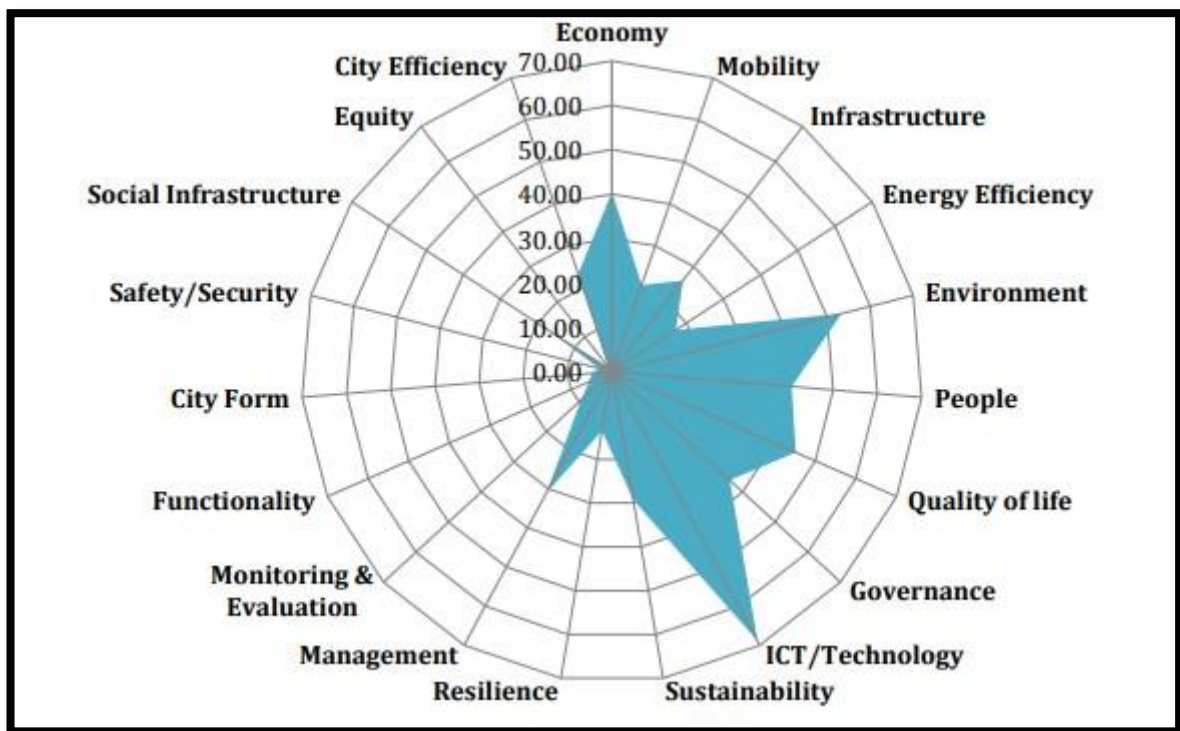 Economy
70.00
City Efficiency
Mobility
60.00
Equity
Infrastructure
50.00
40.00
Social Infrastructure
Energy Efficiency
30.00
20.00
Safety/Security
Environment
10.00
0.00
City Form
People
Functionality
Quality of life
Monitoring &
Evaluation
Governance
Management
ICT/Technology
Resilience
Sustainability